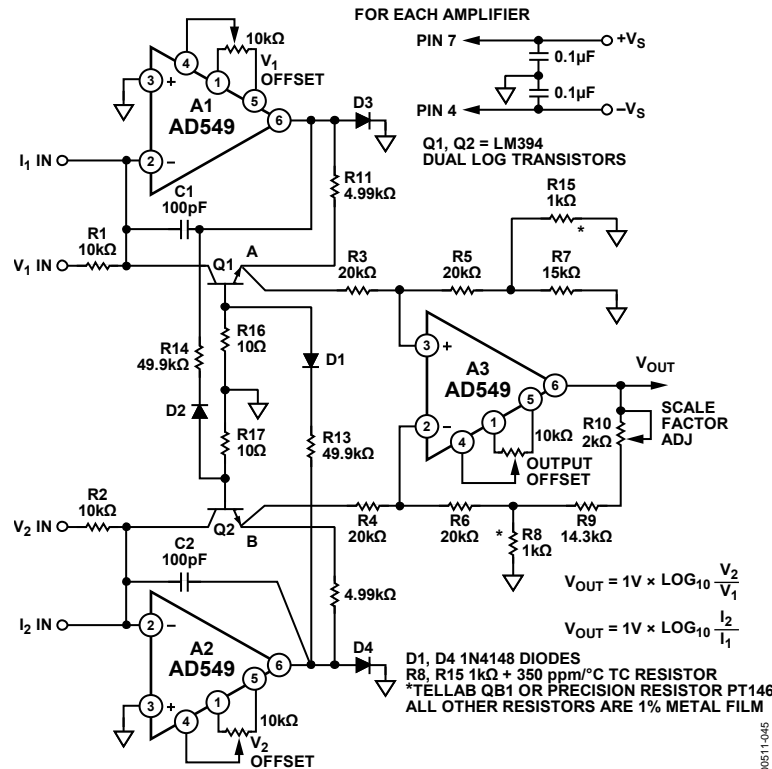 FOR EACH AMPLIFIER
PIN 7
+VS
0.1µF
0.1µF
PIN 4
–VS
Q1, Q2 = LM394
DUAL LOG TRANSISTORS
10kΩ
V1
OFFSET
4
3
+
1
5
A1
AD549
6
2
–
D3
I1 IN
C1
100pF
R11
4.99kΩ
R1
10kΩ
V1 IN
Q1
A
R15
1kΩ
*
R3
20kΩ
R5
20kΩ
R7
15kΩ
R14
49.9kΩ
R16
10Ω
D1
D2
R17
10Ω
R13
49.9kΩ
3
+
A3
AD549
6
5
2
–
1
4
10kΩ
OUTPUT
OFFSET
VOUT
R10
2kΩ
SCALE
FACTOR
ADJ
R2
10kΩ
V2 IN
Q2
B
R4
20kΩ
R6
20kΩ
*
R8
1kΩ
R9
14.3kΩ
C2
100pF
4.99kΩ
I2 IN
2
–
A2
AD549
6
5
3
+
1
4
10kΩ
V2
OFFSET
D4
VOUT = 1V × LOG10 V2/V1
VOUT = 1V × LOG10 I2/I1
D1, D4 1N4148 DIODES
R8, R15 1kΩ + 350 ppm/°C TC RESISTOR
*TELLAB QB1 OR PRECISION RESISTOR PT146
ALL OTHER RESISTORS ARE 1% METAL FILM
00511-045